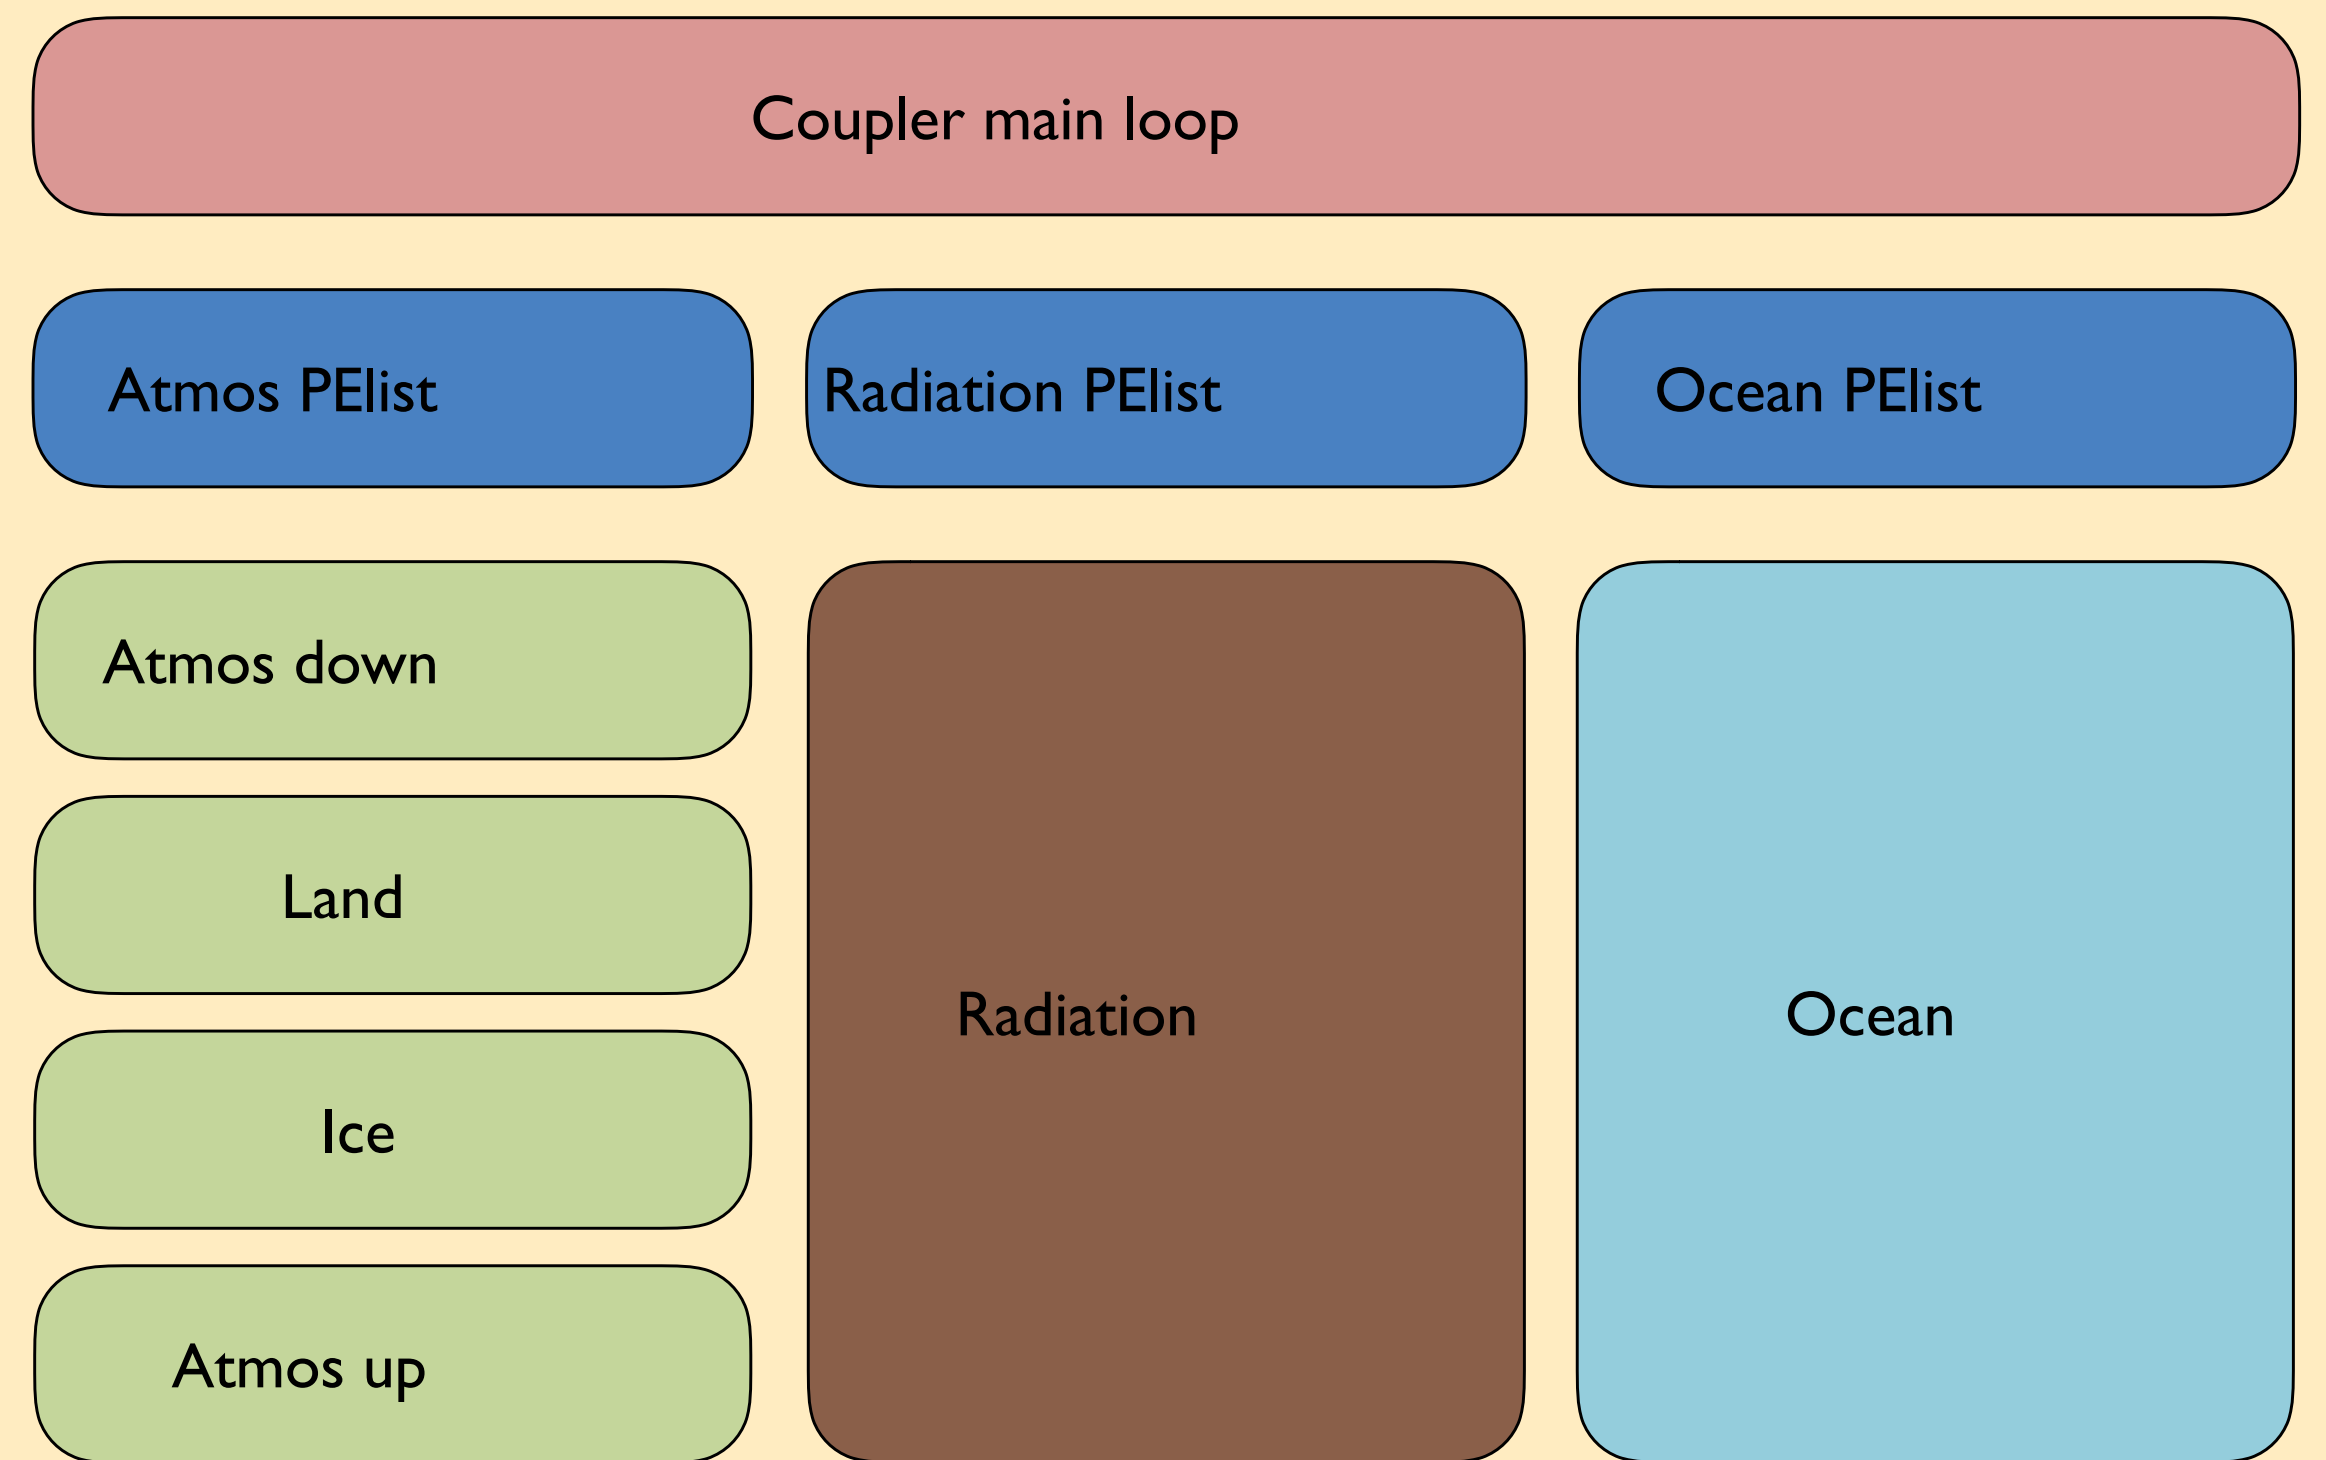 Coupler main loop
Atmos PElist
Radiation PElist
Ocean PElist
Atmos down
Land
Ice
Atmos up
Radiation
Ocean